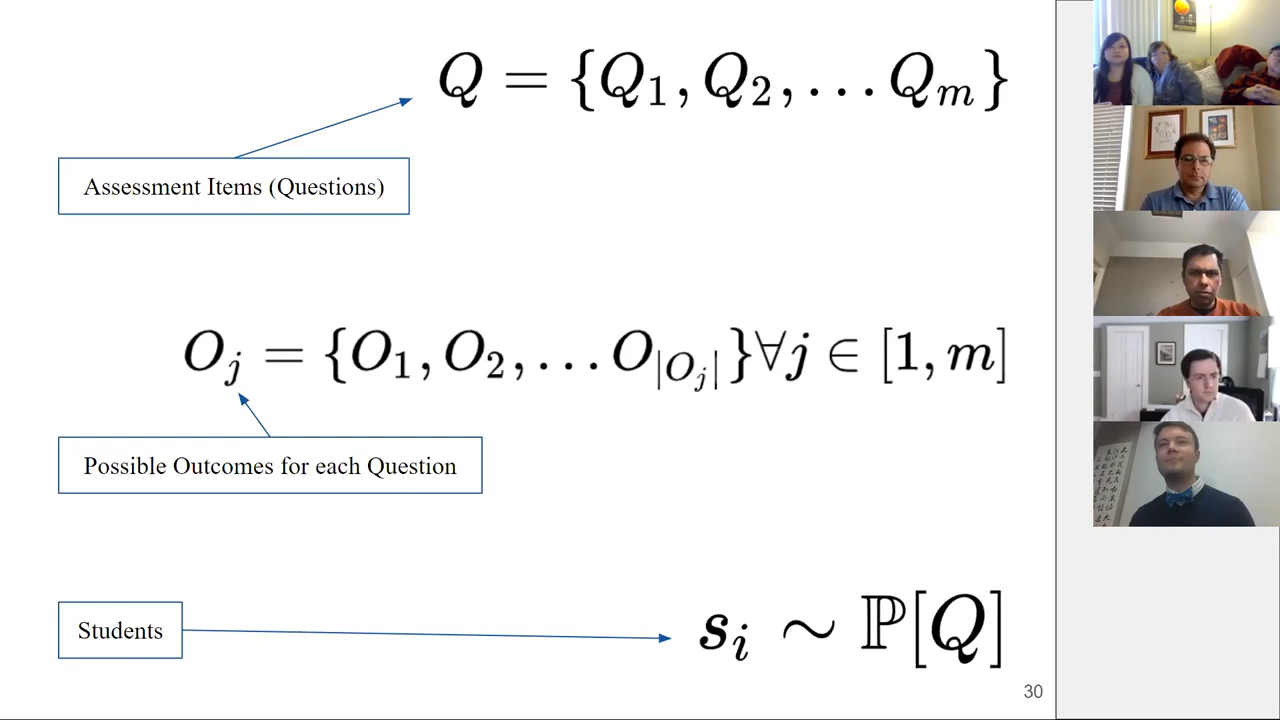 Q = {Q₁, Q₂, … Qₘ}
Assessment Items (Questions)
Oⱼ = {O₁, O₂, … O_{|Oⱼ|}}∀j ∈ [1, m]
Possible Outcomes for each Question
Students
sᵢ ∼ ℙ[Q]
30